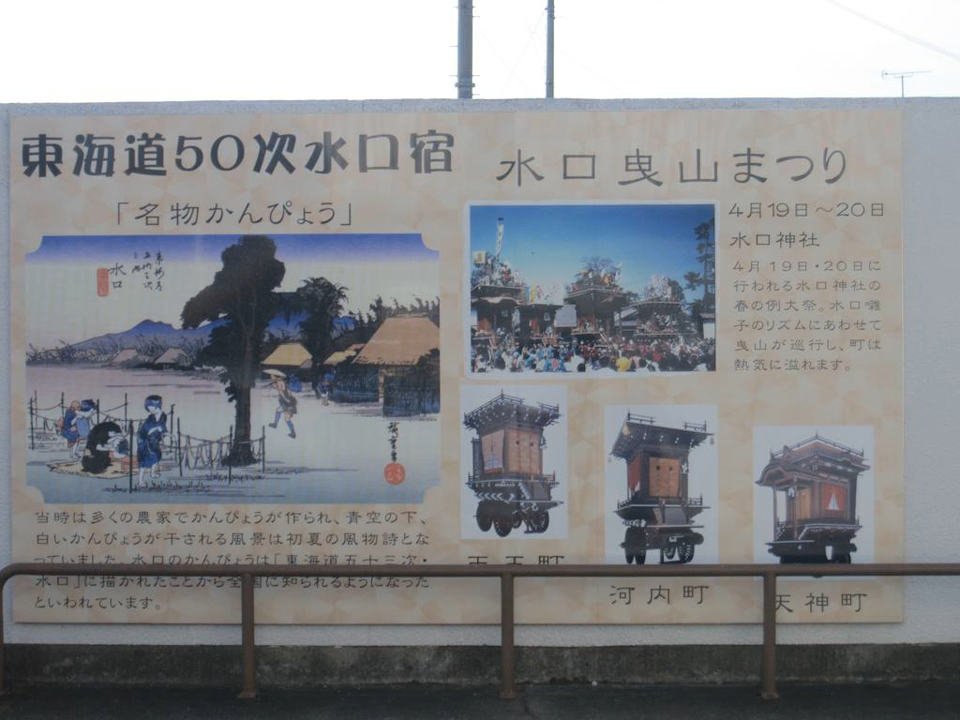 東海道50次水口宿
「名物かんぴょう」
水口
当時は多くの農家でかんぴょうが作られ、青空の下、
白いかんぴょうが干される風景は初夏の風物詩とな
っていました。水口のかんぴょうは「東海道五十三次・
水口」に描かれたことから全国に知られるようになった
といわれています。
水口曳山まつり
4月19日～20日
水口神社
4月19日・20日に
行われる水口神社の
春の例大祭。水口囃
子のリズムにあわせて
曳山が巡行し、町は
熱気に溢れます。
河内町
天神町